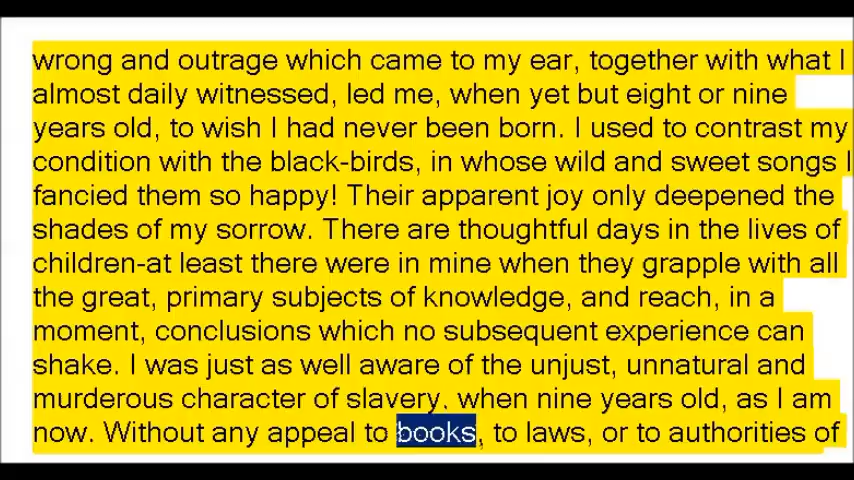 wrong and outrage which came to my ear, together with what I
almost daily witnessed, led me, when yet but eight or nine
years old, to wish I had never been born. I used to contrast my
condition with the black-birds, in whose wild and sweet songs I
fancied them so happy! Their apparent joy only deepened the
shades of my sorrow. There are thoughtful days in the lives of
children-at least there were in mine when they grapple with all
the great, primary subjects of knowledge, and reach, in a
moment, conclusions which no subsequent experience can
shake. I was just as well aware of the unjust, unnatural and
murderous character of slavery, when nine years old, as I am
now. Without any appeal to books, to laws, or to authorities of